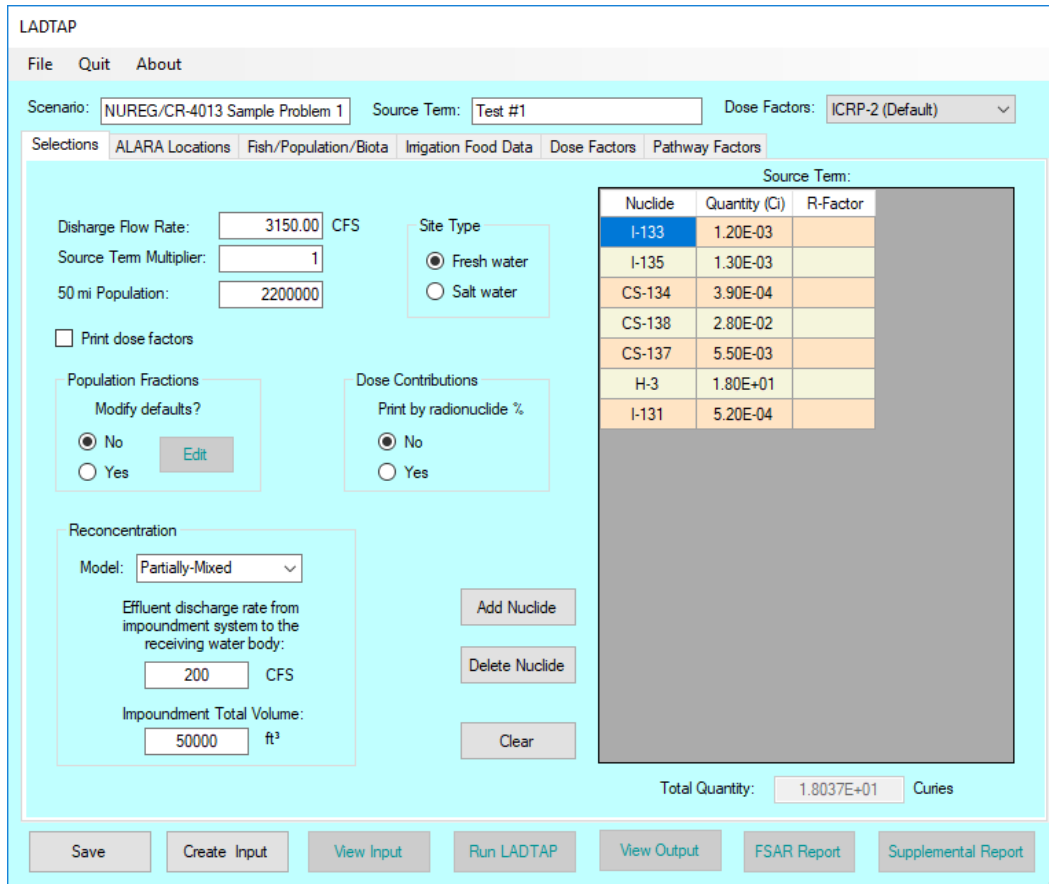 LADTAP
File Quit About
Scenario: NUREG/CR-4013 Sample Problem 1 Source Term: Test #1 Dose Factors: ICRP-2 (Default)
Selections ALARA Locations Fish/Population/Biota Irrigation Food Data Dose Factors Pathway Factors
Disharge Flow Rate: 3150.00 CFS
Source Term Multiplier: 1
50 mi Population: 2200000
Print dose factors
Site Type
Fresh water
Salt water
Population Fractions
Modify defaults?
No
Yes
Edit
Dose Contributions
Print by radionuclide %
No
Yes
Reconcentration
Model: Partially-Mixed
Effluent discharge rate from
impoundment system to the
receiving water body:
200 CFS
Impoundment Total Volume:
50000 ft³
Add Nuclide
Delete Nuclide
Clear
Source Term:
Nuclide Quantity (Ci) R-Factor
I-133 1.20E-03
I-135 1.30E-03
CS-134 3.90E-04
CS-138 2.80E-02
CS-137 5.50E-03
H-3 1.80E+01
I-131 5.20E-04
Total Quantity: 1.8037E+01 Curies
Save Create Input View Input Run LADTAP View Output FSAR Report Supplemental Report